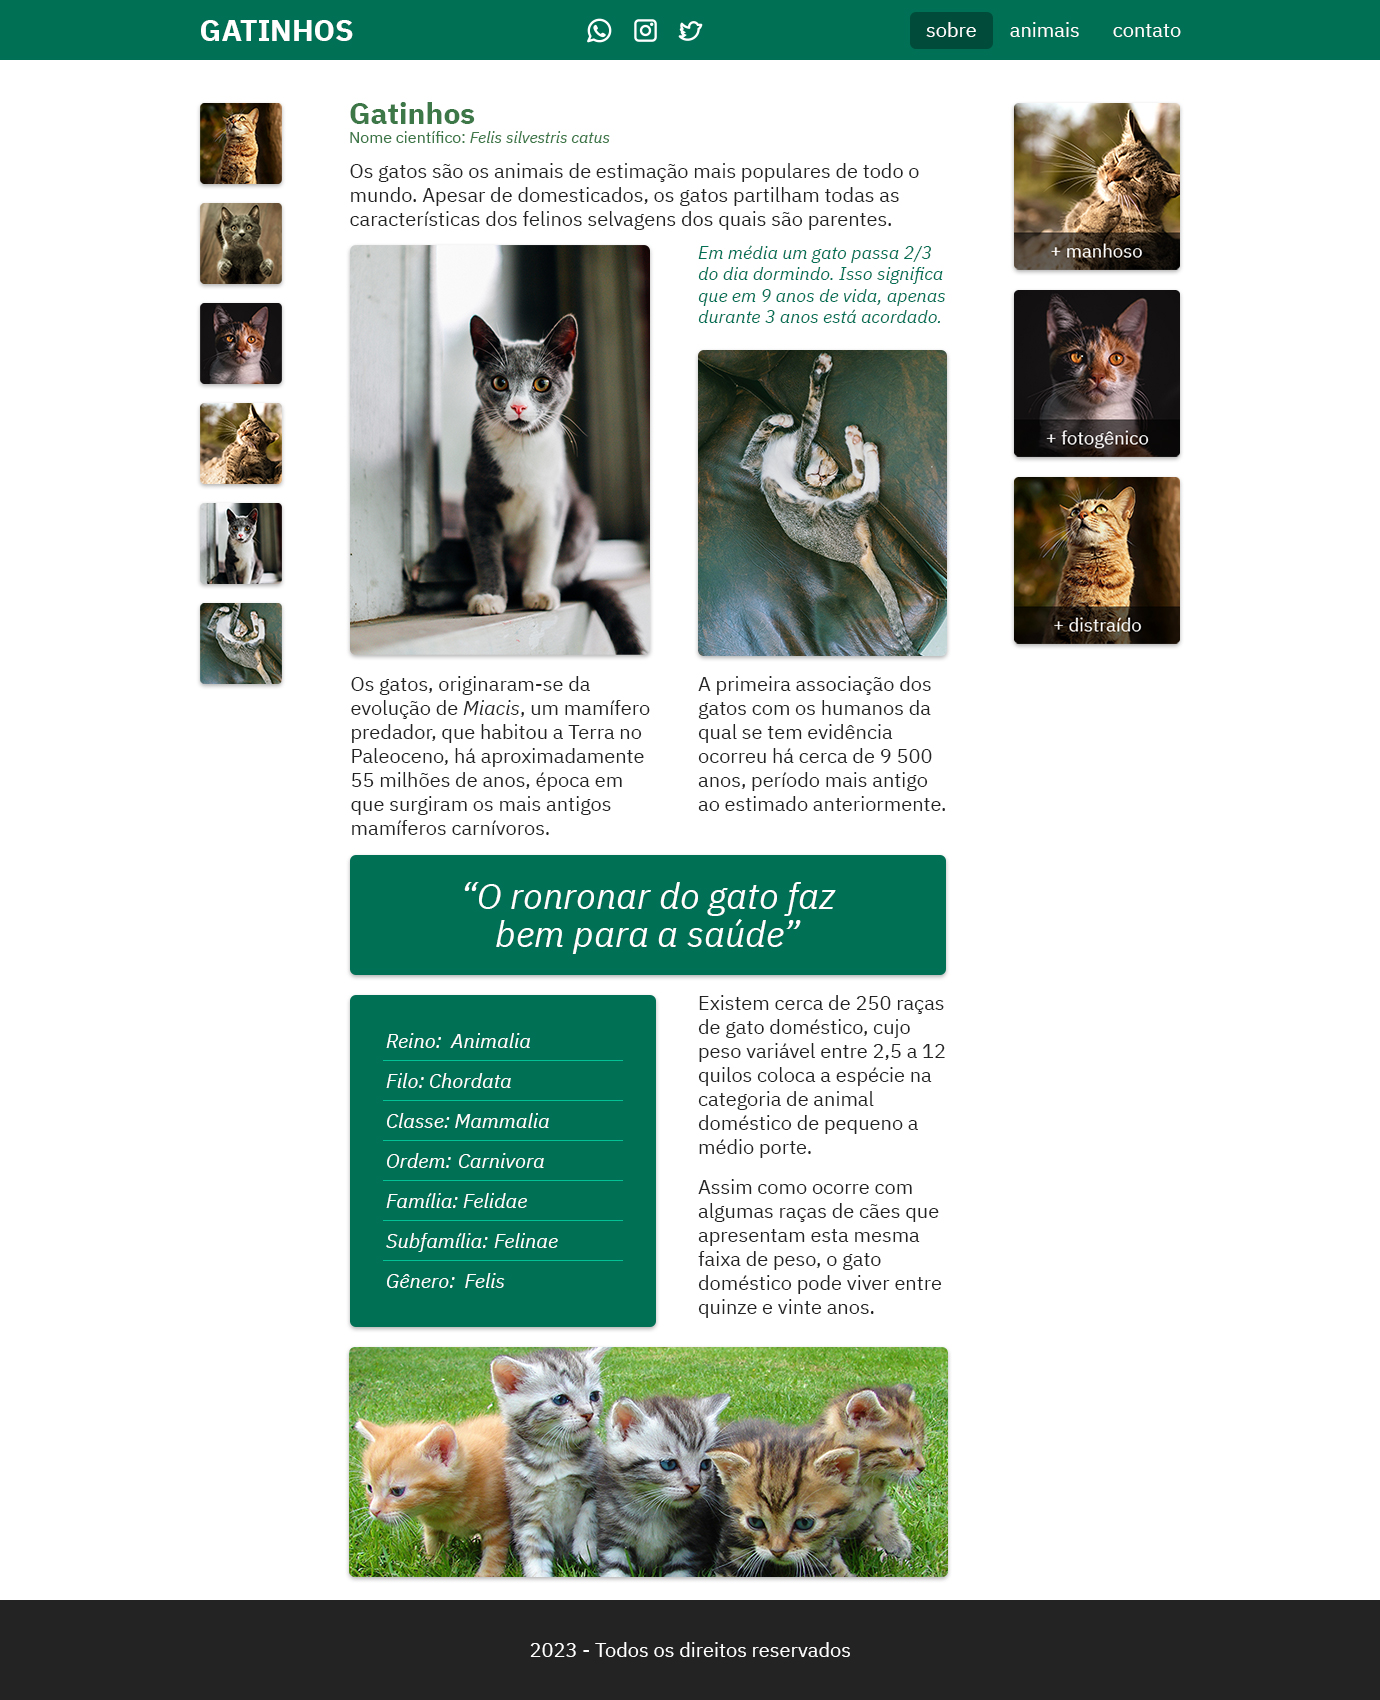 GATINHOS
sobre
animais
contato
Gatinhos
Nome científico: Felis silvestris catus
Os gatos são os animais de estimação mais populares de todo o
mundo. Apesar de domesticados, os gatos partilham todas as
características dos felinos selvagens dos quais são parentes.
Em média um gato passa 2/3
do dia dormindo. Isso significa
que em 9 anos de vida, apenas
durante 3 anos está acordado.
Os gatos, originaram-se da
evolução de Miacis, um mamífero
predador, que habitou a Terra no
Paleoceno, há aproximadamente
55 milhões de anos, época em
que surgiram os mais antigos
mamíferos carnívoros.
A primeira associação dos
gatos com os humanos da
qual se tem evidência
ocorreu há cerca de 9 500
anos, período mais antigo
ao estimado anteriormente.
“O ronronar do gato faz
bem para a saúde”
Reino: Animalia
Filo: Chordata
Classe: Mammalia
Ordem: Carnivora
Família: Felidae
Subfamília: Felinae
Gênero: Felis
Existem cerca de 250 raças
de gato doméstico, cujo
peso variável entre 2,5 a 12
quilos coloca a espécie na
categoria de animal
doméstico de pequeno a
médio porte.
Assim como ocorre com
algumas raças de cães que
apresentam esta mesma
faixa de peso, o gato
doméstico pode viver entre
quinze e vinte anos.
+ manhoso
+ fotogênico
+ distraído
2023 - Todos os direitos reservados